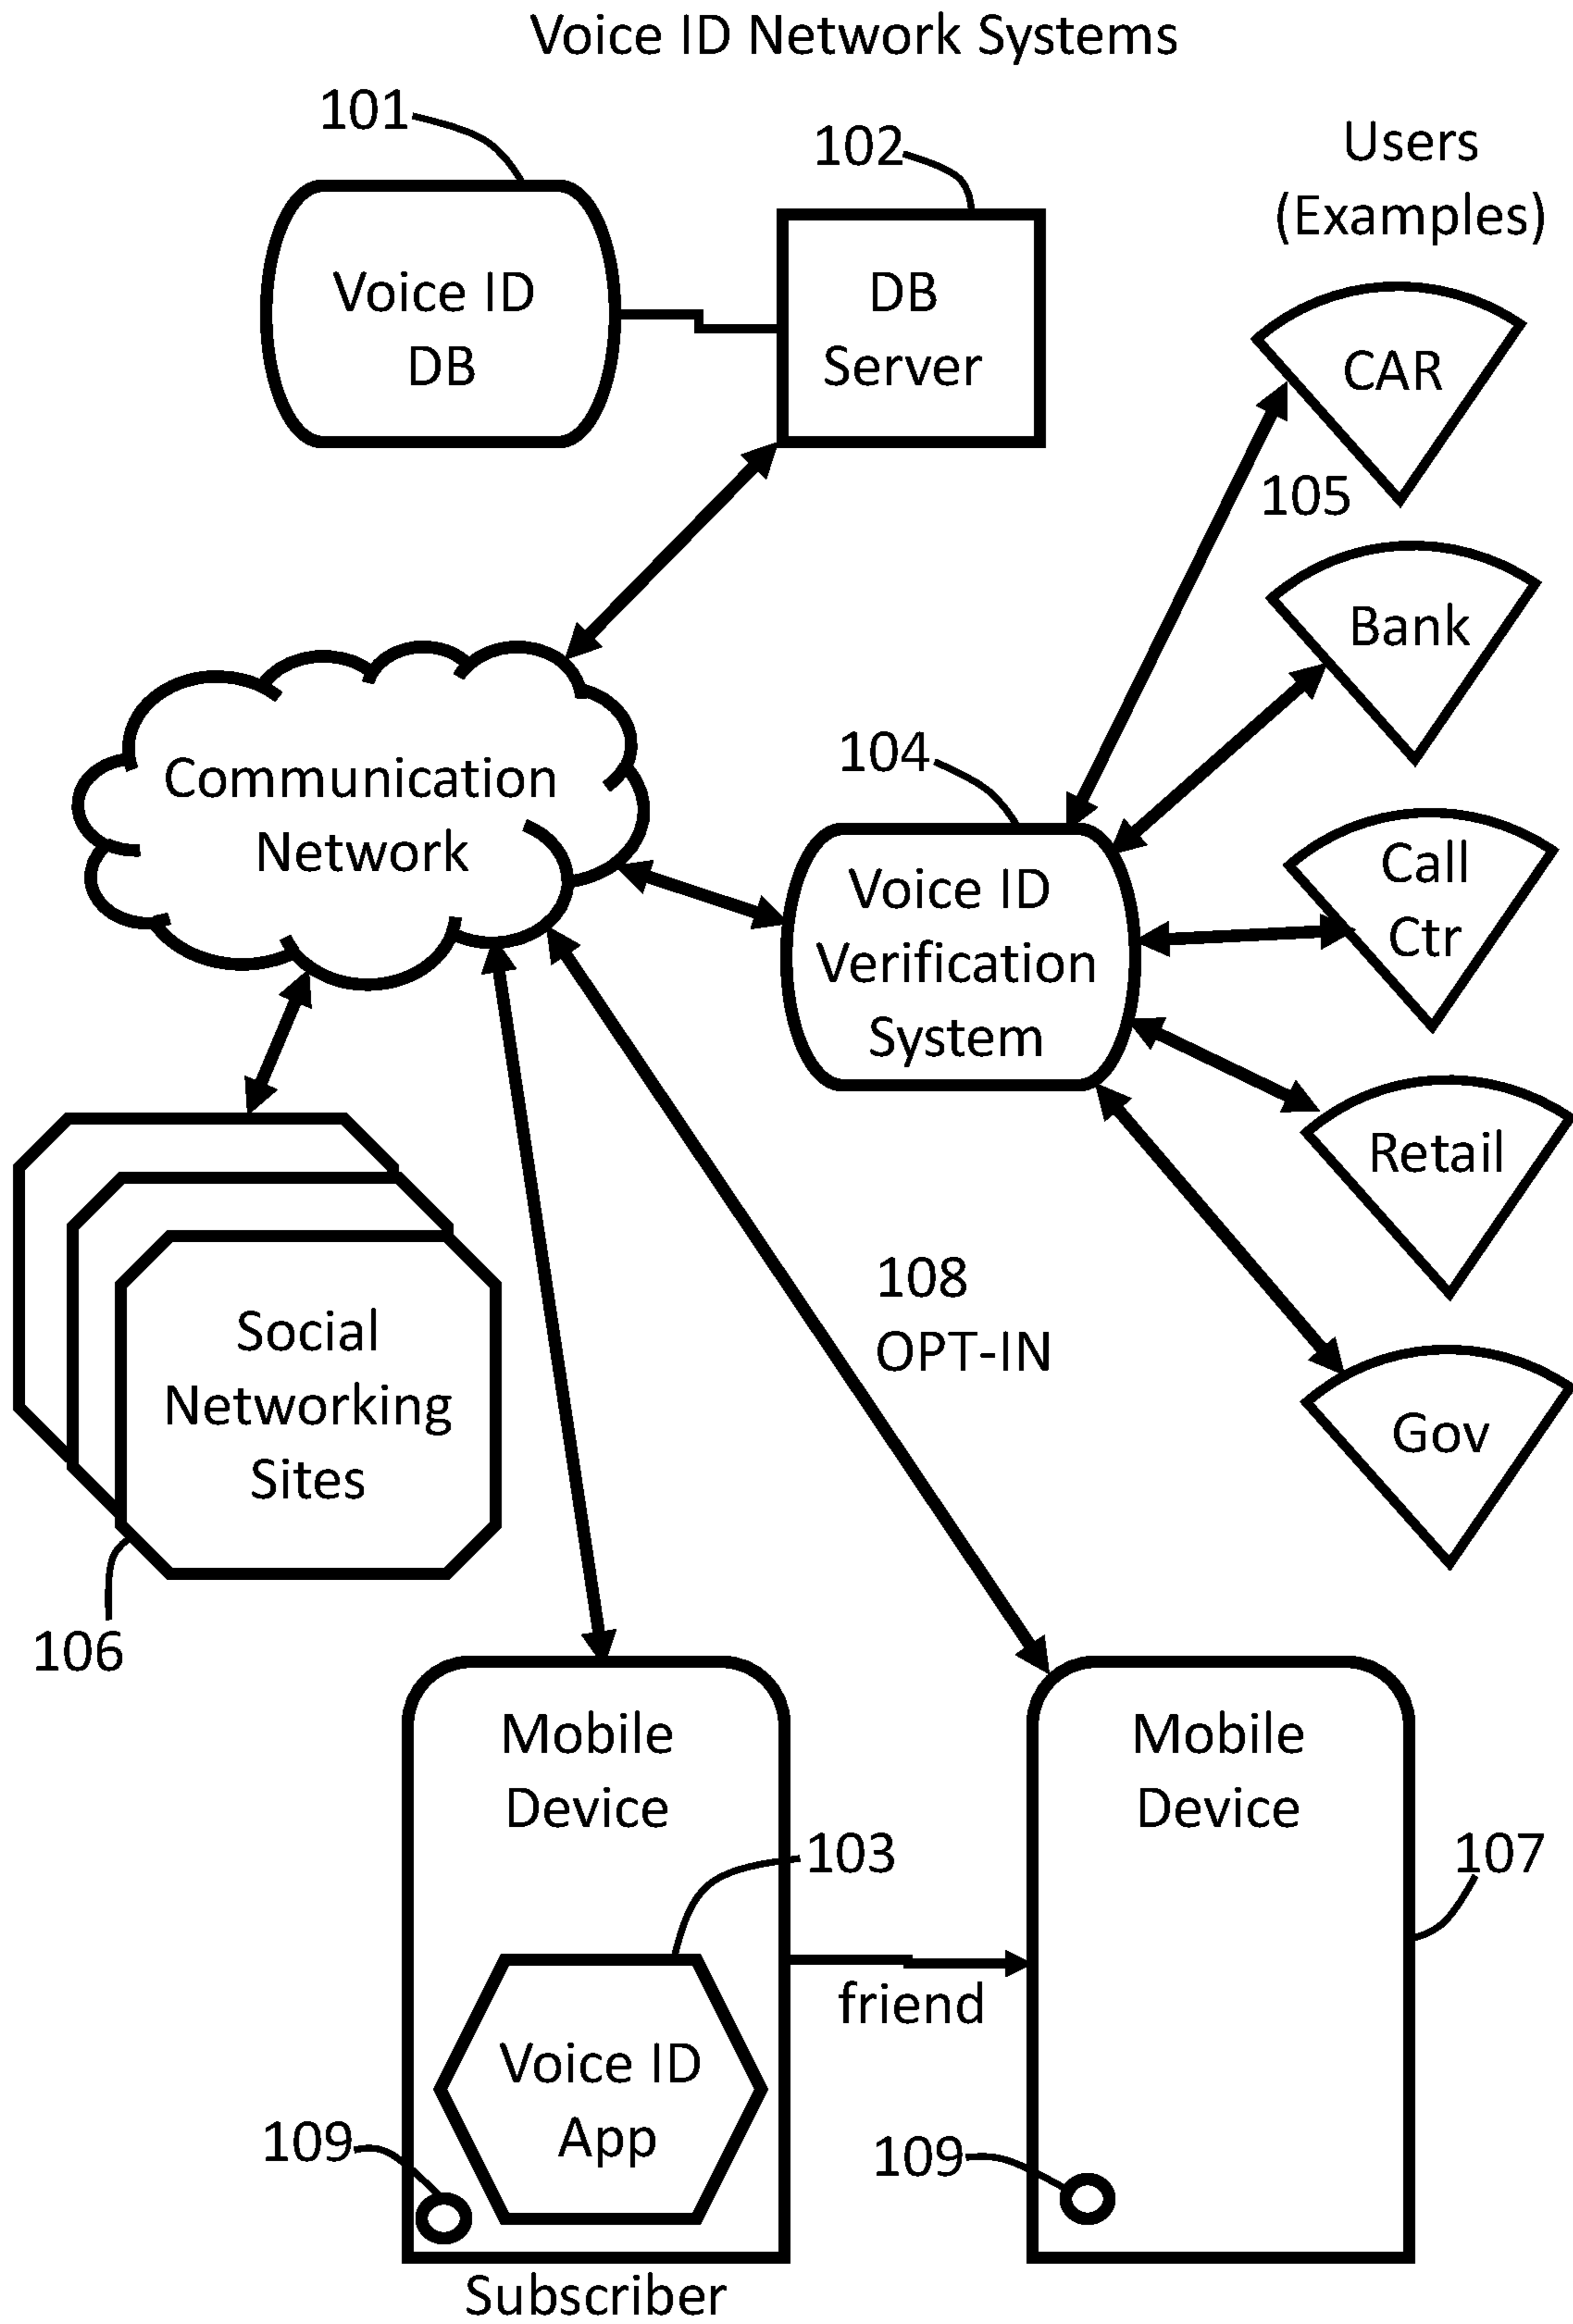 Voice ID Network Systems
101
102
Users
(Examples)
Voice ID
DB
DB
Server
CAR
105
Bank
104
Communication
Network
Voice ID
Verification
System
Call
Ctr
Retail
108
OPT-IN
Social
Networking
Sites
Gov
106
Mobile
Device
Mobile
Device
103
107
friend
Voice ID
App
109
109
Subscriber